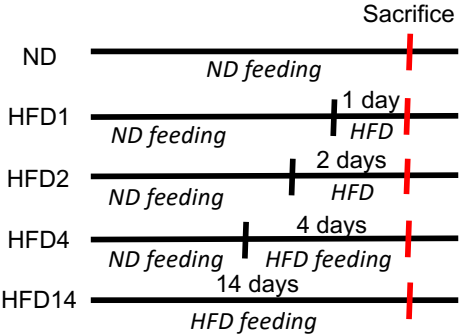 Sacrifice
ND
ND feeding
HFD1
1 day
ND feeding
HFD
HFD2
2 days
ND feeding
HFD
HFD4
4 days
ND feeding
HFD feeding
HFD14
14 days
HFD feeding